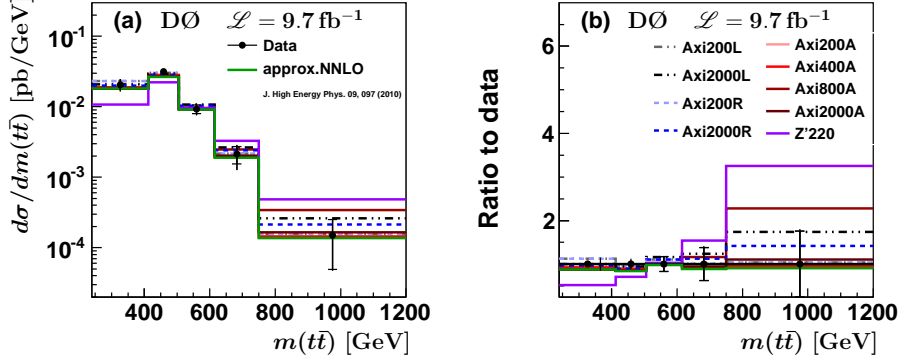 (a) DØ ℒ = 9.7 fb⁻¹
dσ/dm(tt̄) [pb/GeV]
10⁻¹
10⁻²
10⁻³
10⁻⁴
Data
approx.NNLO
J. High Energy Phys. 09, 097 (2010)
200 400 600 800 1000 1200
m(tt̄) [GeV]
(b) DØ ℒ = 9.7 fb⁻¹
Ratio to data
6
4
2
Axi200L
Axi2000L
Axi200R
Axi2000R
Axi200A
Axi400A
Axi800A
Axi2000A
Z'220
400 600 800 1000 1200
m(tt̄) [GeV]